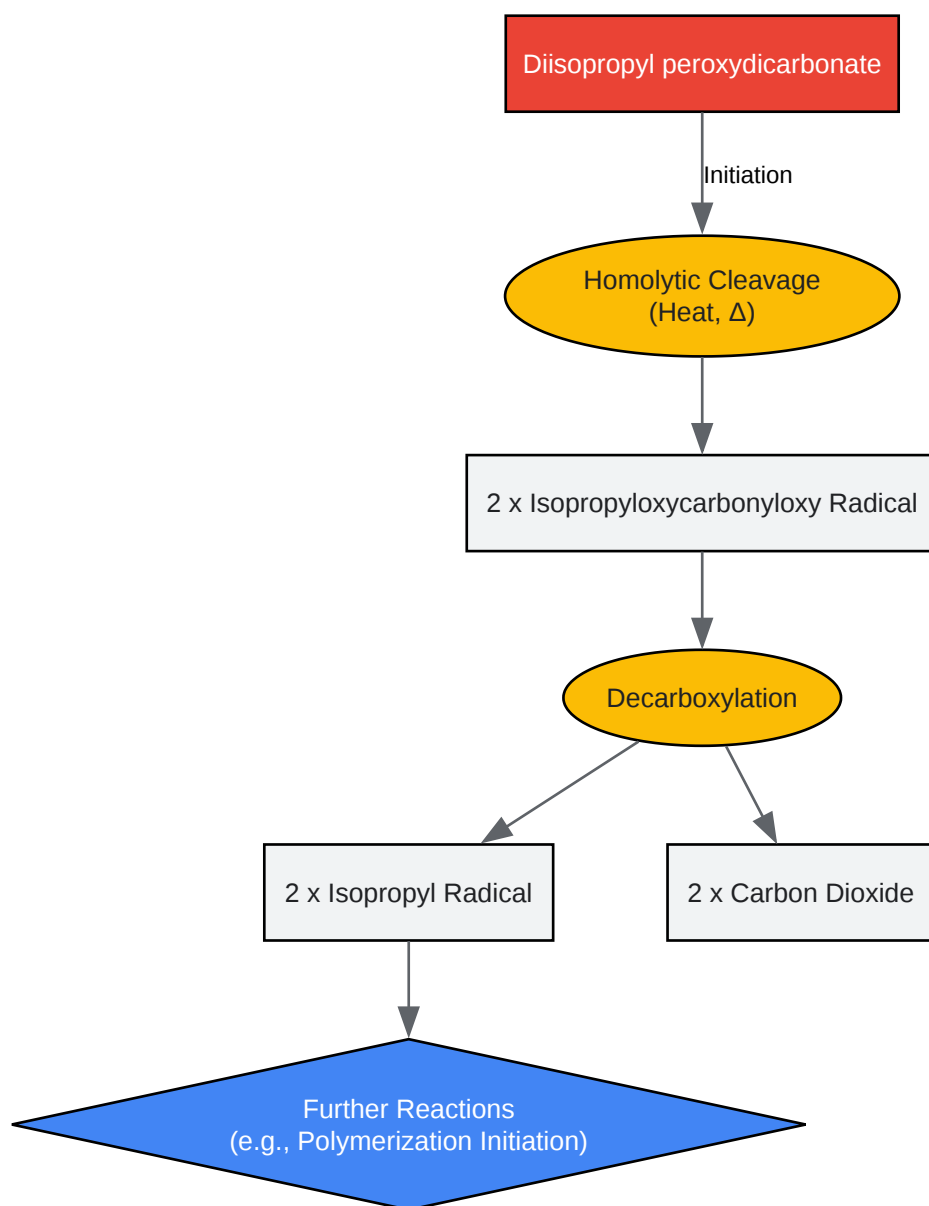 Diisopropyl peroxydicarbonate
Initiation
Homolytic Cleavage
(Heat, Δ)
2 x Isopropyloxycarbonyloxy Radical
Decarboxylation
2 x Isopropyl Radical
2 x Carbon Dioxide
Further Reactions
(e.g., Polymerization Initiation)